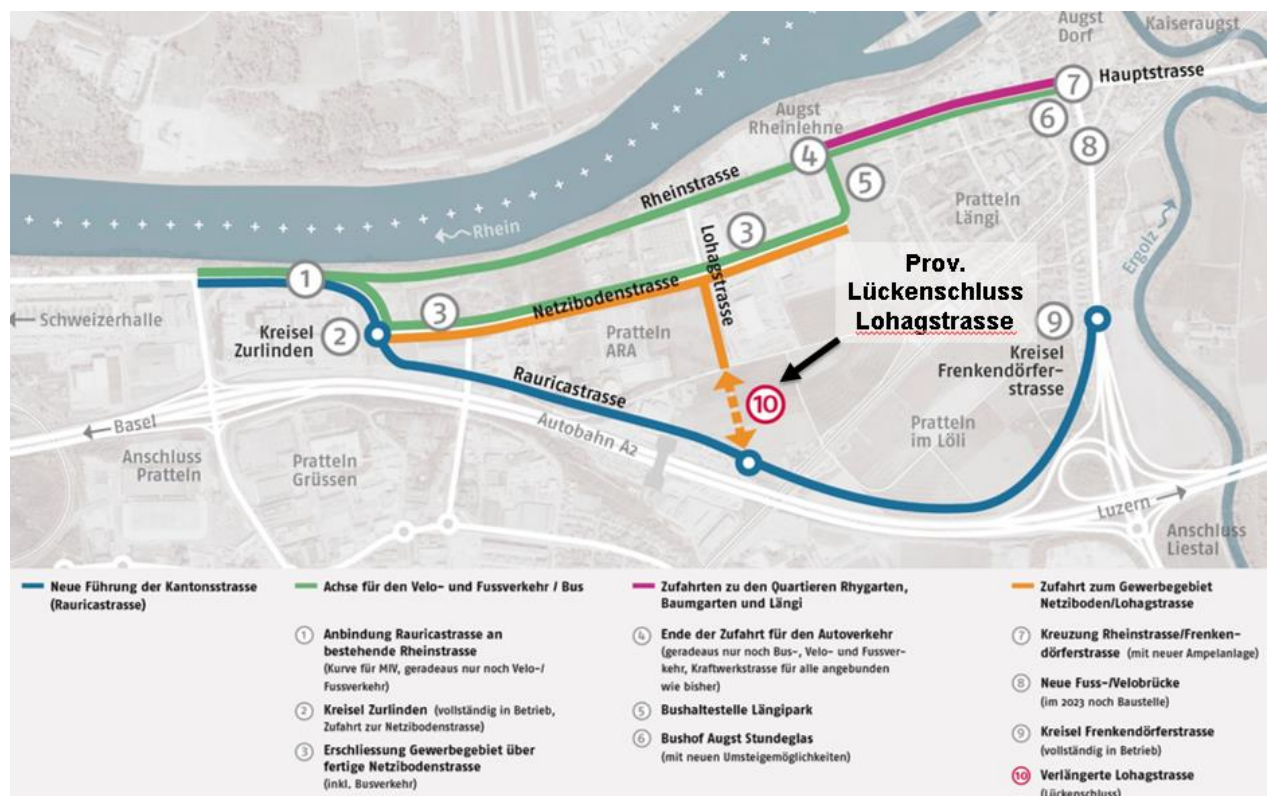 Augst
Dorf
Kaiseraugst
Hauptstrasse
7
6
8
Augst
Rheinlehne
4
5
Rheinstrasse
Pratteln
Längi
Rhein
Lohagstrasse
3
Ergolz
Prov.
Lückenschluss
Lohagstrasse
1
Netzibodenstrasse
Schweizerhalle
Kreisel
Zurlinden
2
3
Pratteln
ARA
9
Kreisel
Frenkendörfer-
strasse
Rauricastrasse
10
Basel
Autobahn A2
Pratteln
im Löli
Anschluss
Pratteln
Pratteln
Grüssen
Luzern
Anschluss
Liestal
Neue Führung der Kantonsstrasse
(Rauricastrasse)
Achse für den Velo- und Fussverkehr / Bus
1 Anbindung Rauricastrasse an
bestehende Rheinstrasse
(Kurve für MIV, geradeaus nur noch Velo-/
Fussverkehr)
2 Kreisel Zurlinden (vollständig in Betrieb,
Zufahrt zur Netzibodenstrasse)
3 Erschliessung Gewerbegebiet über
fertige Netzibodenstrasse
(inkl. Busverkehr)
Zufahrten zu den Quartieren Rhygarten,
Baumgarten und Längi
4 Ende der Zufahrt für den Autoverkehr
(geradeaus nur noch Bus-, Velo- und Fussver-
kehr, Kraftwerkstrasse für alle angebunden
wie bisher)
5 Bushaltestelle Längipark
6 Bushof Augst Stundeglas
(mit neuen Umsteigemöglichkeiten)
Zufahrt zum Gewerbegebiet
Netziboden/Lohagstrasse
7 Kreuzung Rheinstrasse/Frenken-
dörferstrasse (mit neuer Ampelanlage)
8 Neue Fuss-/Velobrücke
(im 2023 noch Baustelle)
9 Kreisel Frenkendörferstrasse
(vollständig in Betrieb)
10 Verlängerte Lohagstrasse
(Lückenschluss)